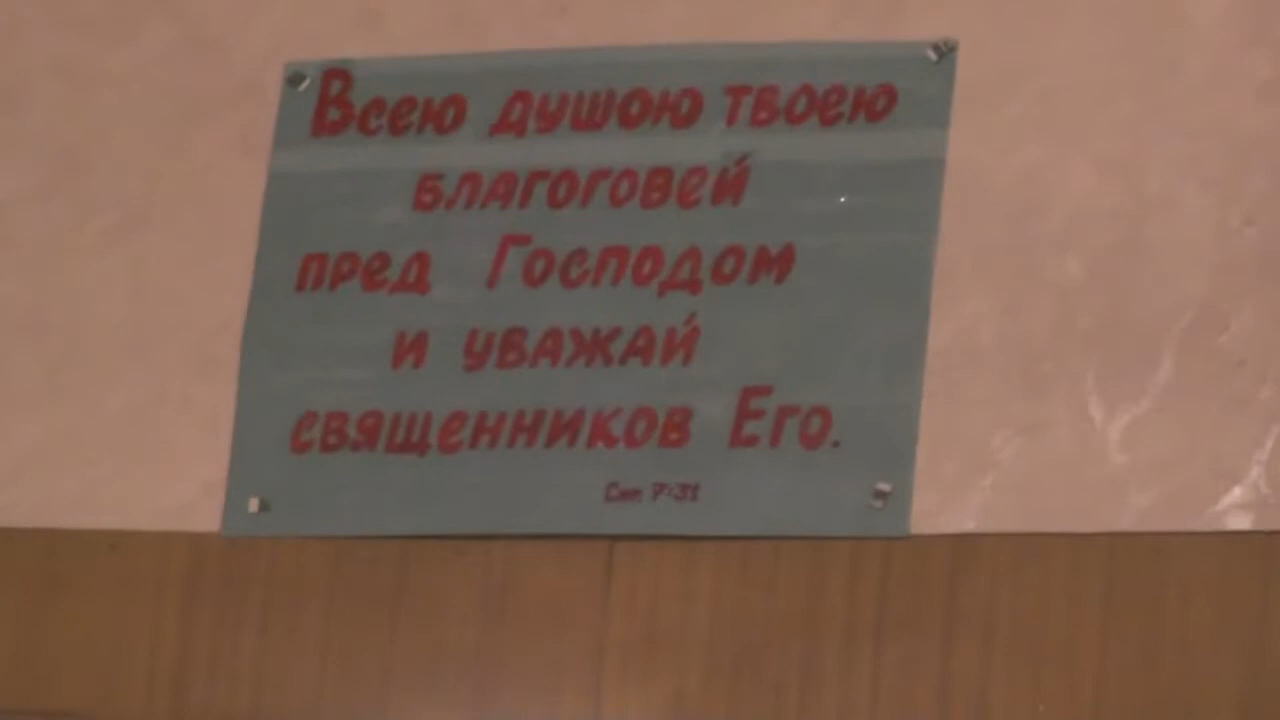 Всею душою твоею
благоговей
пред Господом
и уважай
священников Его.
Сир 7:31